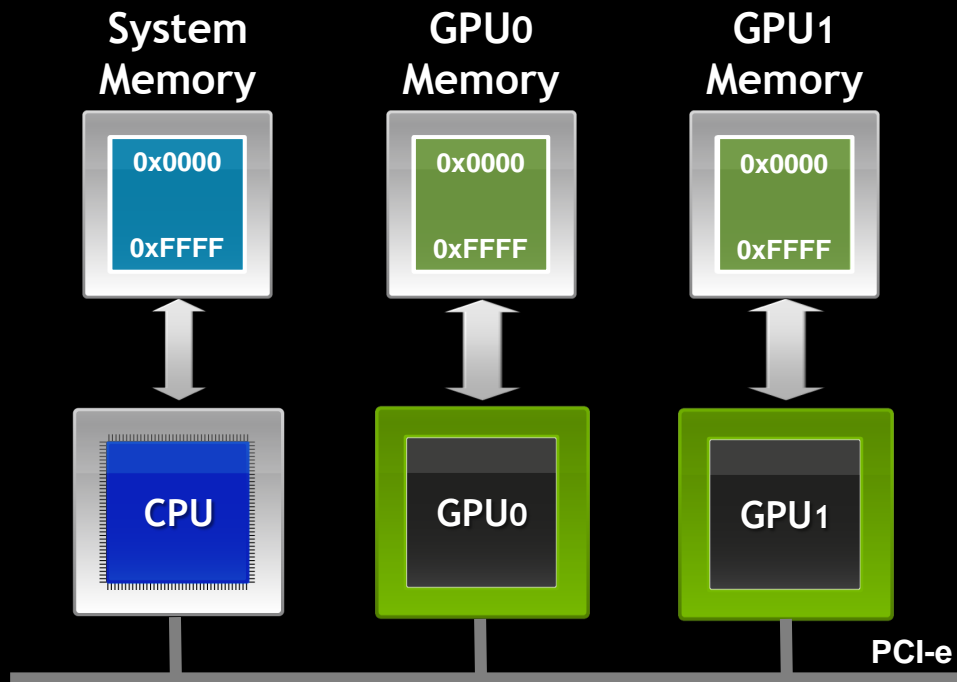 System
Memory
GPU0
Memory
GPU1
Memory
0x0000
0xFFFF
0x0000
0xFFFF
0x0000
0xFFFF
CPU
GPU0
GPU1
PCI-e